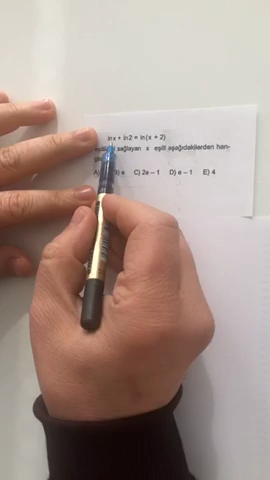 lnx + ln2 = ln(x + 2)
sağlayan x eşiti aşağıdakilerden han-
A) B) e C) 2e – 1 D) e – 1 E) 4